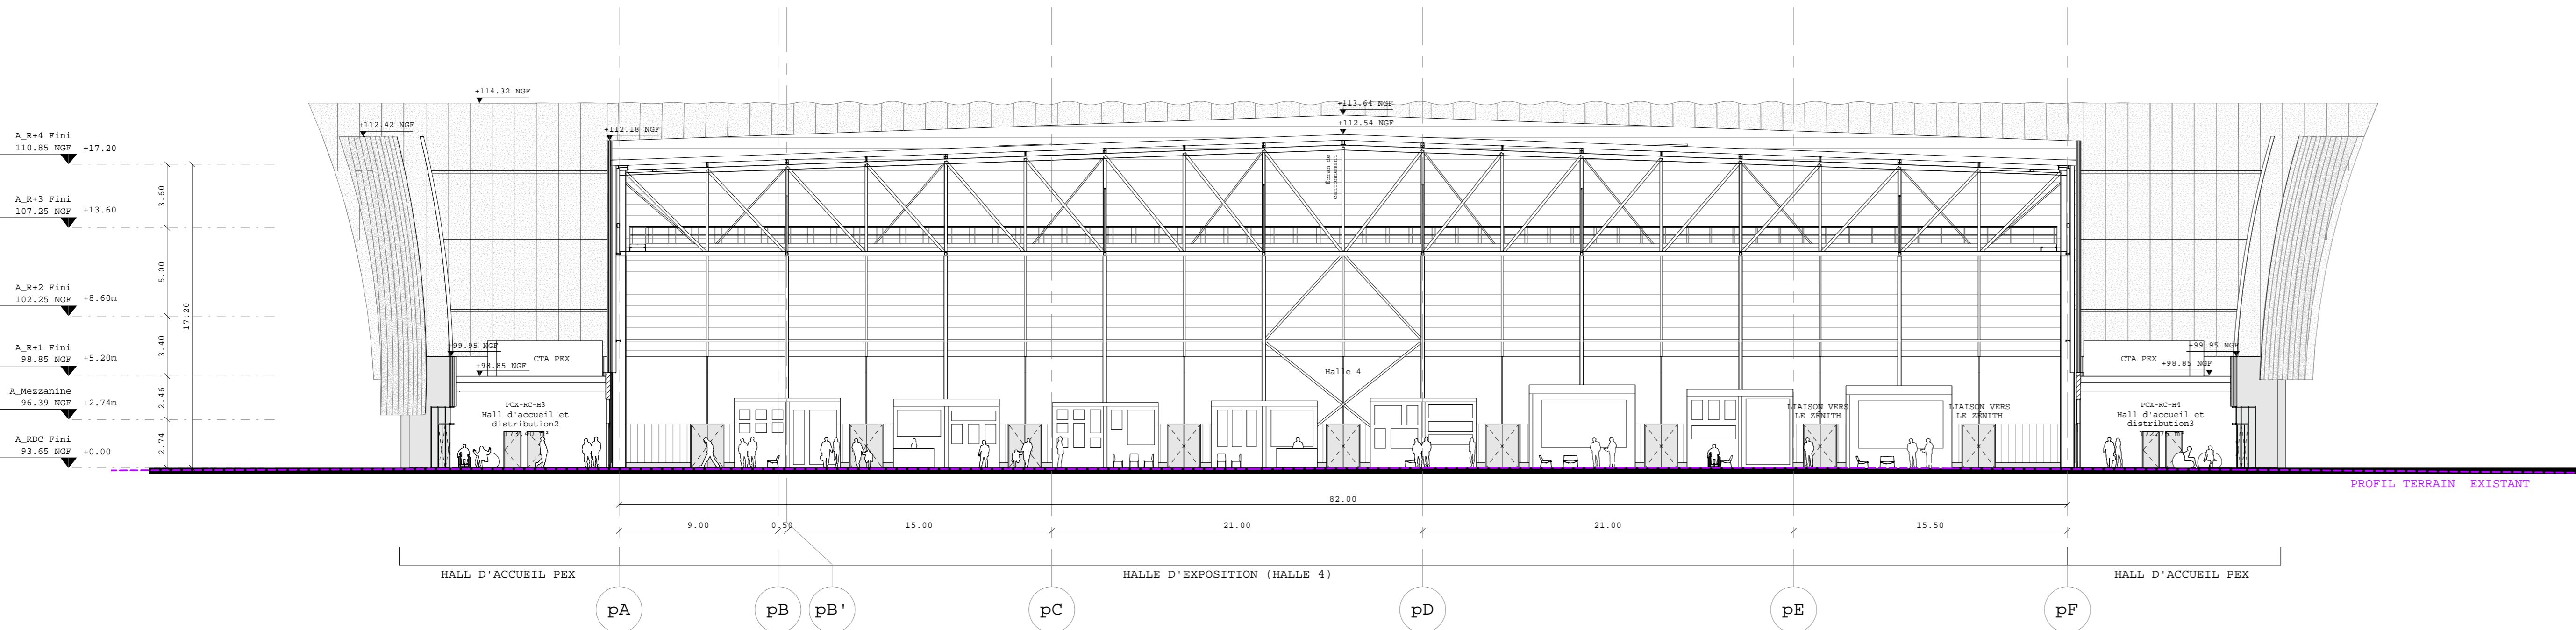 +114.32 NGF
+113.64 NGF
+112.42 NGF
+112.18 NGF
+112.54 NGF
A_R+4 Fini
110.85 NGF
+17.20
Écran de
cantonnement
3.60
A_R+3 Fini
107.25 NGF
+13.60
5.00
A_R+2 Fini
102.25 NGF
+8.60m
17.20
3.40
A_R+1 Fini
98.85 NGF
+5.20m
+99.95 NGF
CTA PEX
+98.85 NGF
Halle 4
+99.95 NGF
CTA PEX
+98.85 NGF
2.46
A_Mezzanine
96.39 NGF
+2.74m
PCX-RC-H3
Hall d'accueil et
distribution2
LIAISON VERS
LE ZÉNITH
LIAISON VERS
LE ZÉNITH
PCX-RC-H4
Hall d'accueil et
distribution3
2.74
A_RDC Fini
93.65 NGF
+0.00
PROFIL TERRAIN EXISTANT
82.00
9.00
0.50
15.00
21.00
21.00
15.50
HALL D'ACCUEIL PEX
HALLE D'EXPOSITION (HALLE 4)
HALL D'ACCUEIL PEX
pA
pB
pB'
pC
pD
pE
pF